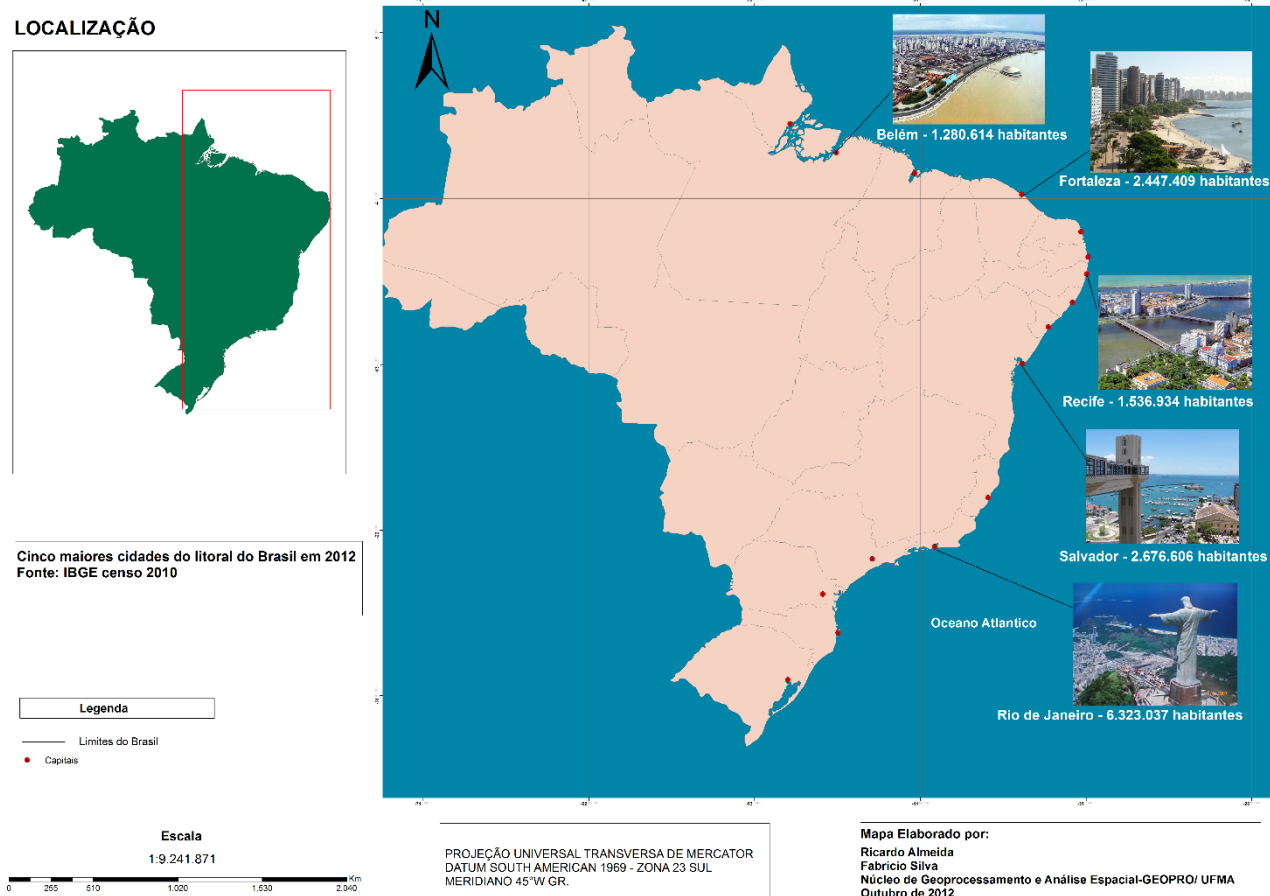 LOCALIZAÇÃO
N
Belém - 1.280.614 habitantes
Fortaleza - 2.447.409 habitantes
Recife - 1.536.934 habitantes
Salvador - 2.676.606 habitantes
Oceano Atlantico
Rio de Janeiro - 6.323.037 habitantes
Cinco maiores cidades do litoral do Brasil em 2012
Fonte: IBGE censo 2010
Legenda
Limites do Brasil
Capitais
Escala
1:9.241.871
Km
0 255 510 1.020 1.530 2.040
PROJEÇÃO UNIVERSAL TRANSVERSA DE MERCATOR
DATUM SOUTH AMERICAN 1969 - ZONA 23 SUL
MERIDIANO 45°W GR.
Mapa Elaborado por:
Ricardo Almeida
Fabrício Silva
Núcleo de Geoprocessamento e Análise Espacial-GEOPRO/ UFMA
Outubro de 2012